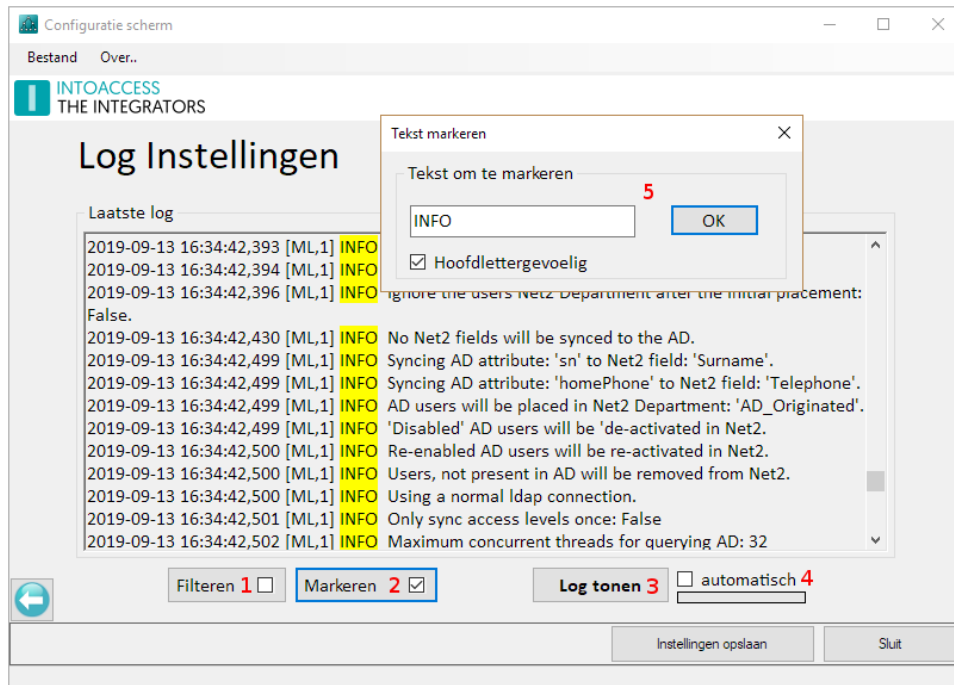 Configuratie scherm
Bestand Over..
INTOACCESS
THE INTEGRATORS
Log Instellingen
Tekst markeren
Tekst om te markeren
5
INFO
OK
Hoofdlettergevoelig
Laatste log
2019-09-13 16:34:42,393 [ML,1] INFO
2019-09-13 16:34:42,394 [ML,1] INFO
2019-09-13 16:34:42,396 [ML,1] INFO Ignore the users Net2 Department after the initial placement:
False.
2019-09-13 16:34:42,430 [ML,1] INFO No Net2 fields will be synced to the AD.
2019-09-13 16:34:42,499 [ML,1] INFO Syncing AD attribute: 'sn' to Net2 field: 'Surname'.
2019-09-13 16:34:42,499 [ML,1] INFO Syncing AD attribute: 'homePhone' to Net2 field: 'Telephone'.
2019-09-13 16:34:42,499 [ML,1] INFO AD users will be placed in Net2 Department: 'AD_Originated'.
2019-09-13 16:34:42,499 [ML,1] INFO 'Disabled' AD users will be 'de-activated in Net2.
2019-09-13 16:34:42,500 [ML,1] INFO Re-enabled AD users will be re-activated in Net2.
2019-09-13 16:34:42,500 [ML,1] INFO Users, not present in AD will be removed from Net2.
2019-09-13 16:34:42,500 [ML,1] INFO Using a normal ldap connection.
2019-09-13 16:34:42,501 [ML,1] INFO Only sync access levels once: False
2019-09-13 16:34:42,502 [ML,1] INFO Maximum concurrent threads for querying AD: 32
Filteren 1 Markeren 2 Log tonen 3 automatisch 4
Instellingen opslaan Sluit